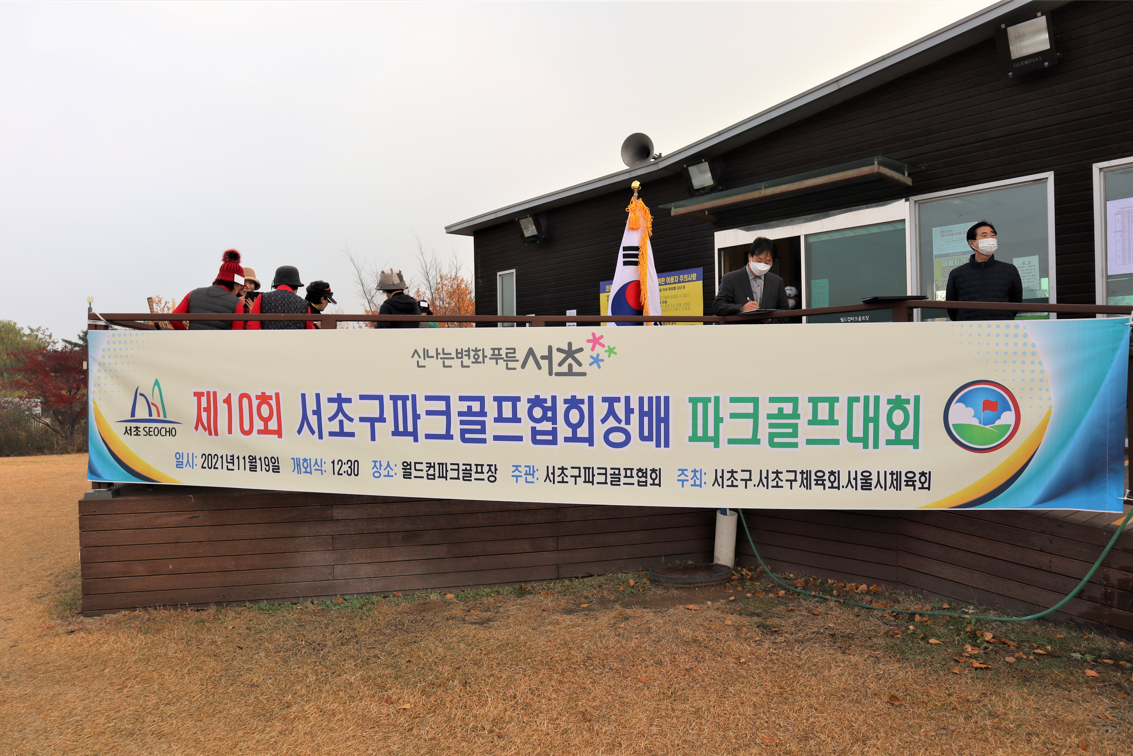 신나는변화 푸른 서초
서초 SEOCHO
제10회 서초구파크골프협회장배 파크골프대회
일시: 2021년11월19일 개회식: 12:30 장소: 월드컵파크골프장 주관: 서초구파크골프협회 주최: 서초구.서초구체육회.서울시체육회